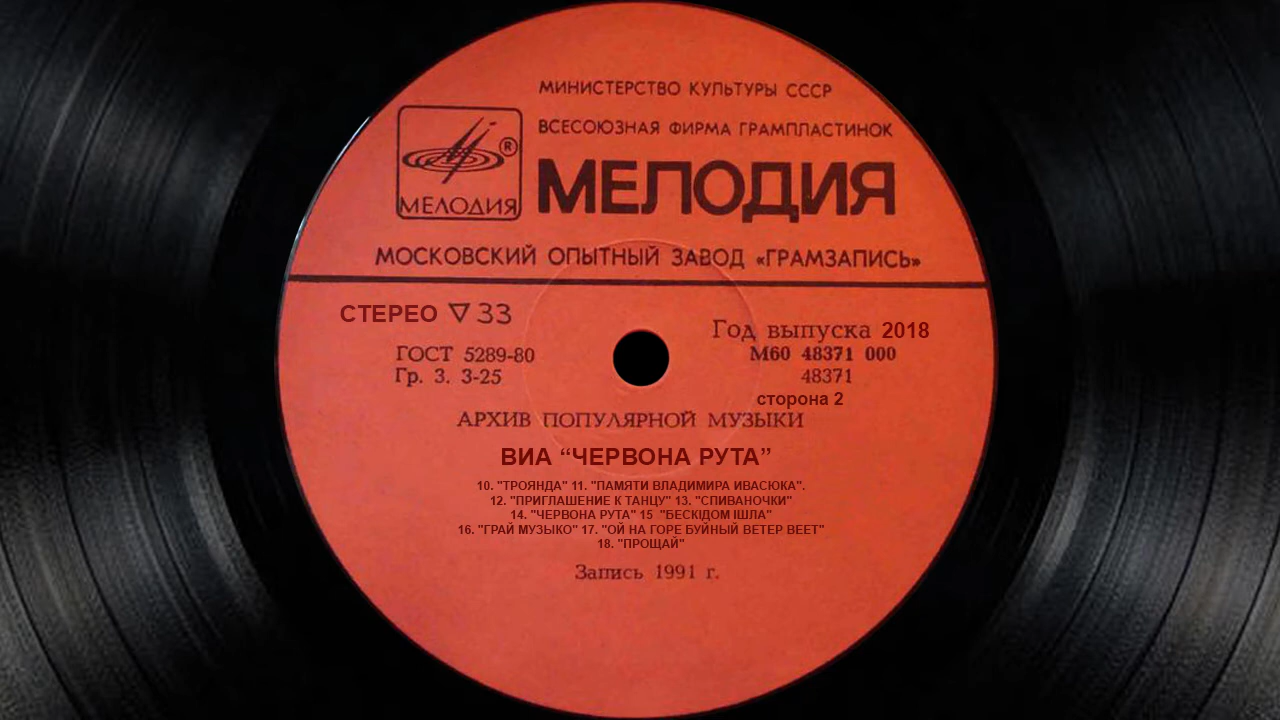 МИНИСТЕРСТВО КУЛЬТУРЫ СССР
ВСЕСОЮЗНАЯ ФИРМА ГРАМПЛАСТИНОК
®
МЕЛОДИЯ
МЕЛОДИЯ
МОСКОВСКИЙ ОПЫТНЫЙ ЗАВОД «ГРАМЗАПИСЬ»
СТЕРЕО ▽ 33
Год выпуска 2018
ГОСТ 5289-80
М60 48371 000
Гр. 3. 3-25
48371
сторона 2
АРХИВ ПОПУЛЯРНОЙ МУЗЫКИ
ВИА “ЧЕРВОНА РУТА”
10. "ТРОЯНДА" 11. "ПАМЯТИ ВЛАДИМИРА ИВАСЮКА".
12. "ПРИГЛАШЕНИЕ К ТАНЦУ" 13. "СПИВАНОЧКИ"
14. "ЧЕРВОНА РУТА" 15 "БЕСКІДОМ ІШЛА"
16. "ГРАЙ МУЗЫКО" 17. "ОЙ НА ГОРЕ БУЙНЫЙ ВЕТЕР ВЕЕТ"
18. "ПРОЩАЙ"
Запись 1991 г.